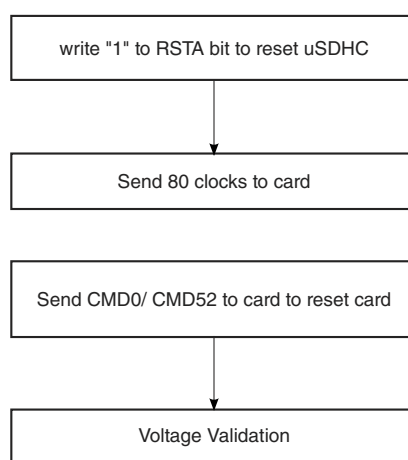 write "1" to RSTA bit to reset uSDHC
Send 80 clocks to card
Send CMD0/ CMD52 to card to reset card
Voltage Validation